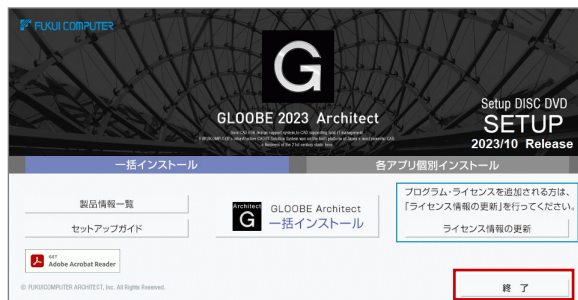 FUKUI COMPUTER
G
GLOOBE 2023 Architect
Setup DISC DVD
SETUP
2023/10 Release
一括インストール
各アプリ個別インストール
製品情報一覧
セットアップガイド
Architect
G
GLOOBE Architect
一括インストール
プログラム・ライセンスを追加される方は、
「ライセンス情報の更新」を行ってください。
ライセンス情報の更新
GET
Adobe Acrobat Reader
© FUKUICOMPUTER ARCHITECT, Inc. All Rights Reserved.
終 了